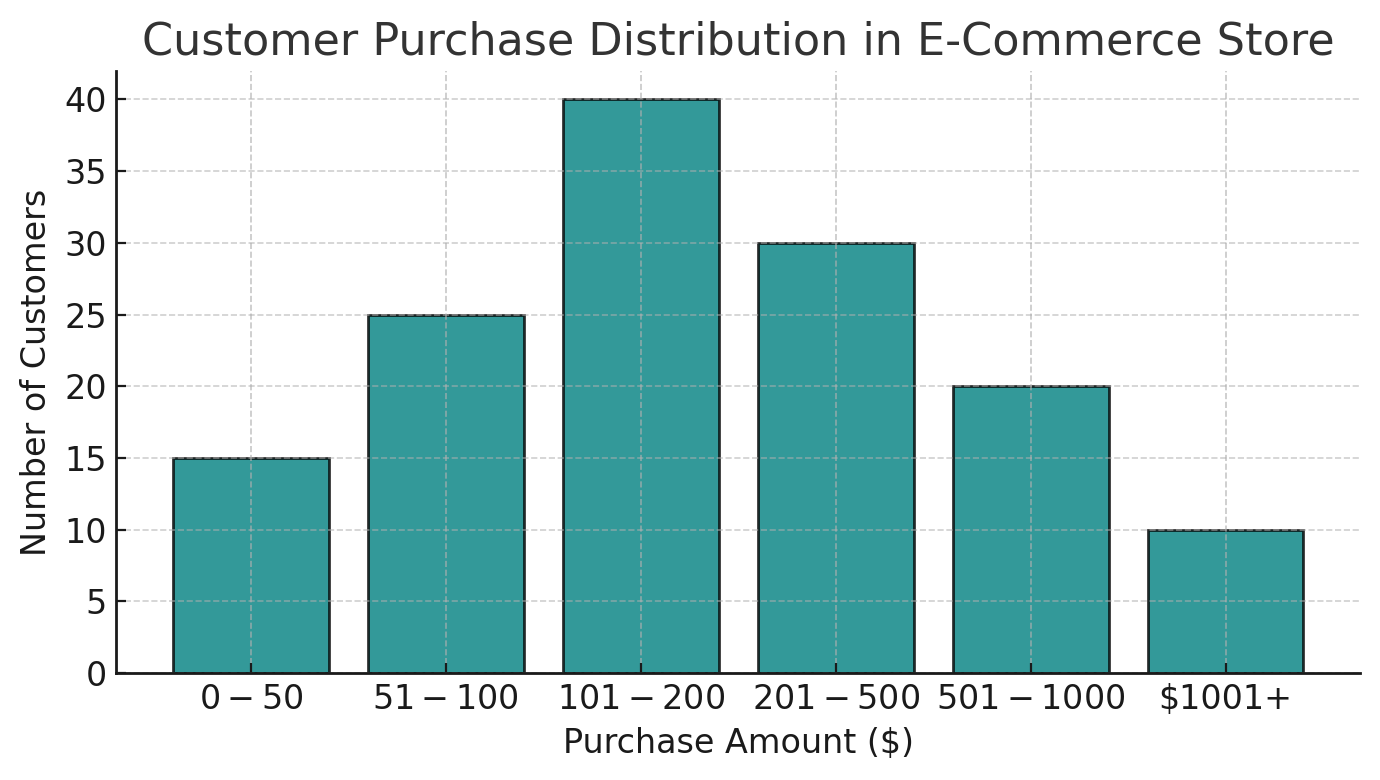 Customer Purchase Distribution in E-Commerce Store
Number of Customers
40
35
30
25
20
15
10
5
0
0 − 50 51 − 100 101 − 200 201 − 500 501 − 1000 $1001+
Purchase Amount ($)